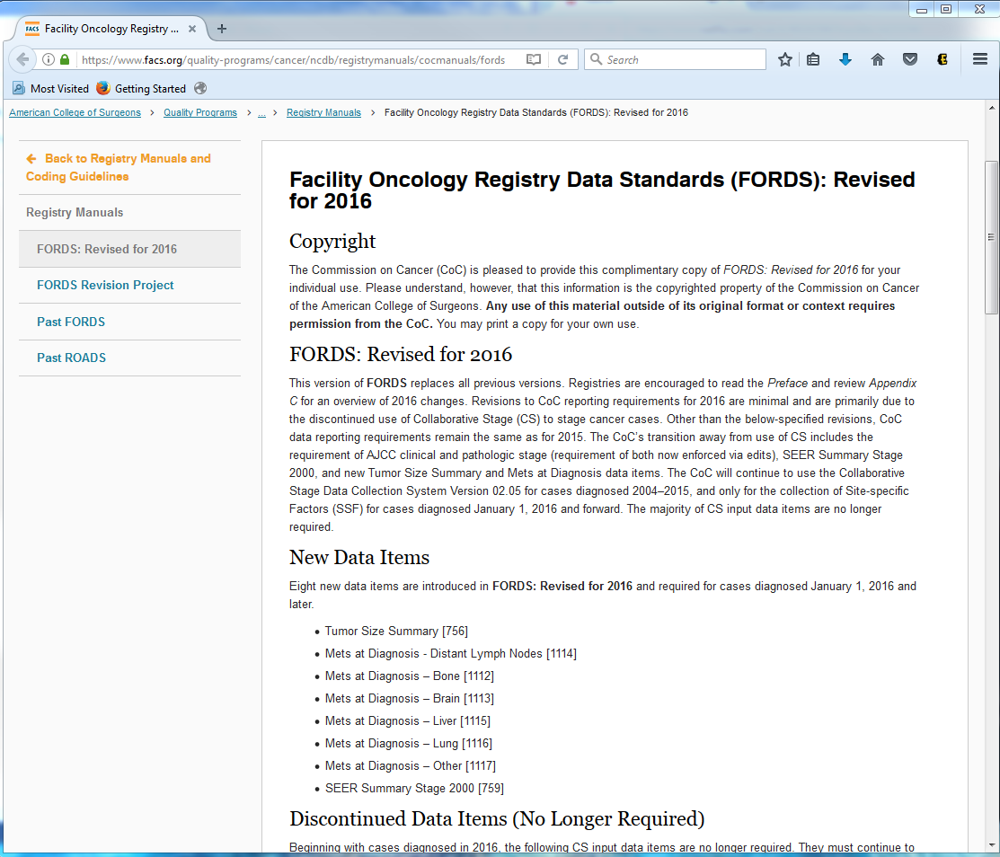 FACS Facility Oncology Registry ...
https://www.facs.org/quality-programs/cancer/ncdb/registrymanuals/cocmanuals/fords
Search
Most Visited Getting Started
American College of Surgeons > Quality Programs > ... > Registry Manuals > Facility Oncology Registry Data Standards (FORDS): Revised for 2016
Back to Registry Manuals and
Coding Guidelines
Registry Manuals
FORDS: Revised for 2016
FORDS Revision Project
Past FORDS
Past ROADS
Facility Oncology Registry Data Standards (FORDS): Revised
for 2016
Copyright
The Commission on Cancer (CoC) is pleased to provide this complimentary copy of FORDS: Revised for 2016 for your
individual use. Please understand, however, that this information is the copyrighted property of the Commission on Cancer
of the American College of Surgeons. Any use of this material outside of its original format or context requires
permission from the CoC. You may print a copy for your own use.
FORDS: Revised for 2016
This version of FORDS replaces all previous versions. Registries are encouraged to read the Preface and review Appendix
C for an overview of 2016 changes. Revisions to CoC reporting requirements for 2016 are minimal and are primarily due to
the discontinued use of Collaborative Stage (CS) to stage cancer cases. Other than the below-specified revisions, CoC
data reporting requirements remain the same as for 2015. The CoC's transition away from use of CS includes the
requirement of AJCC clinical and pathologic stage (requirement of both now enforced via edits), SEER Summary Stage
2000, and new Tumor Size Summary and Mets at Diagnosis data items. The CoC will continue to use the Collaborative
Stage Data Collection System Version 02.05 for cases diagnosed 2004–2015, and only for the collection of Site-specific
Factors (SSF) for cases diagnosed January 1, 2016 and forward. The majority of CS input data items are no longer
required.
New Data Items
Eight new data items are introduced in FORDS: Revised for 2016 and required for cases diagnosed January 1, 2016 and
later.
• Tumor Size Summary [756]
• Mets at Diagnosis - Distant Lymph Nodes [1114]
• Mets at Diagnosis – Bone [1112]
• Mets at Diagnosis – Brain [1113]
• Mets at Diagnosis – Liver [1115]
• Mets at Diagnosis – Lung [1116]
• Mets at Diagnosis – Other [1117]
• SEER Summary Stage 2000 [759]
Discontinued Data Items (No Longer Required)
Beginning with cases diagnosed in 2016, the following CS input data items are no longer required. They must continue to